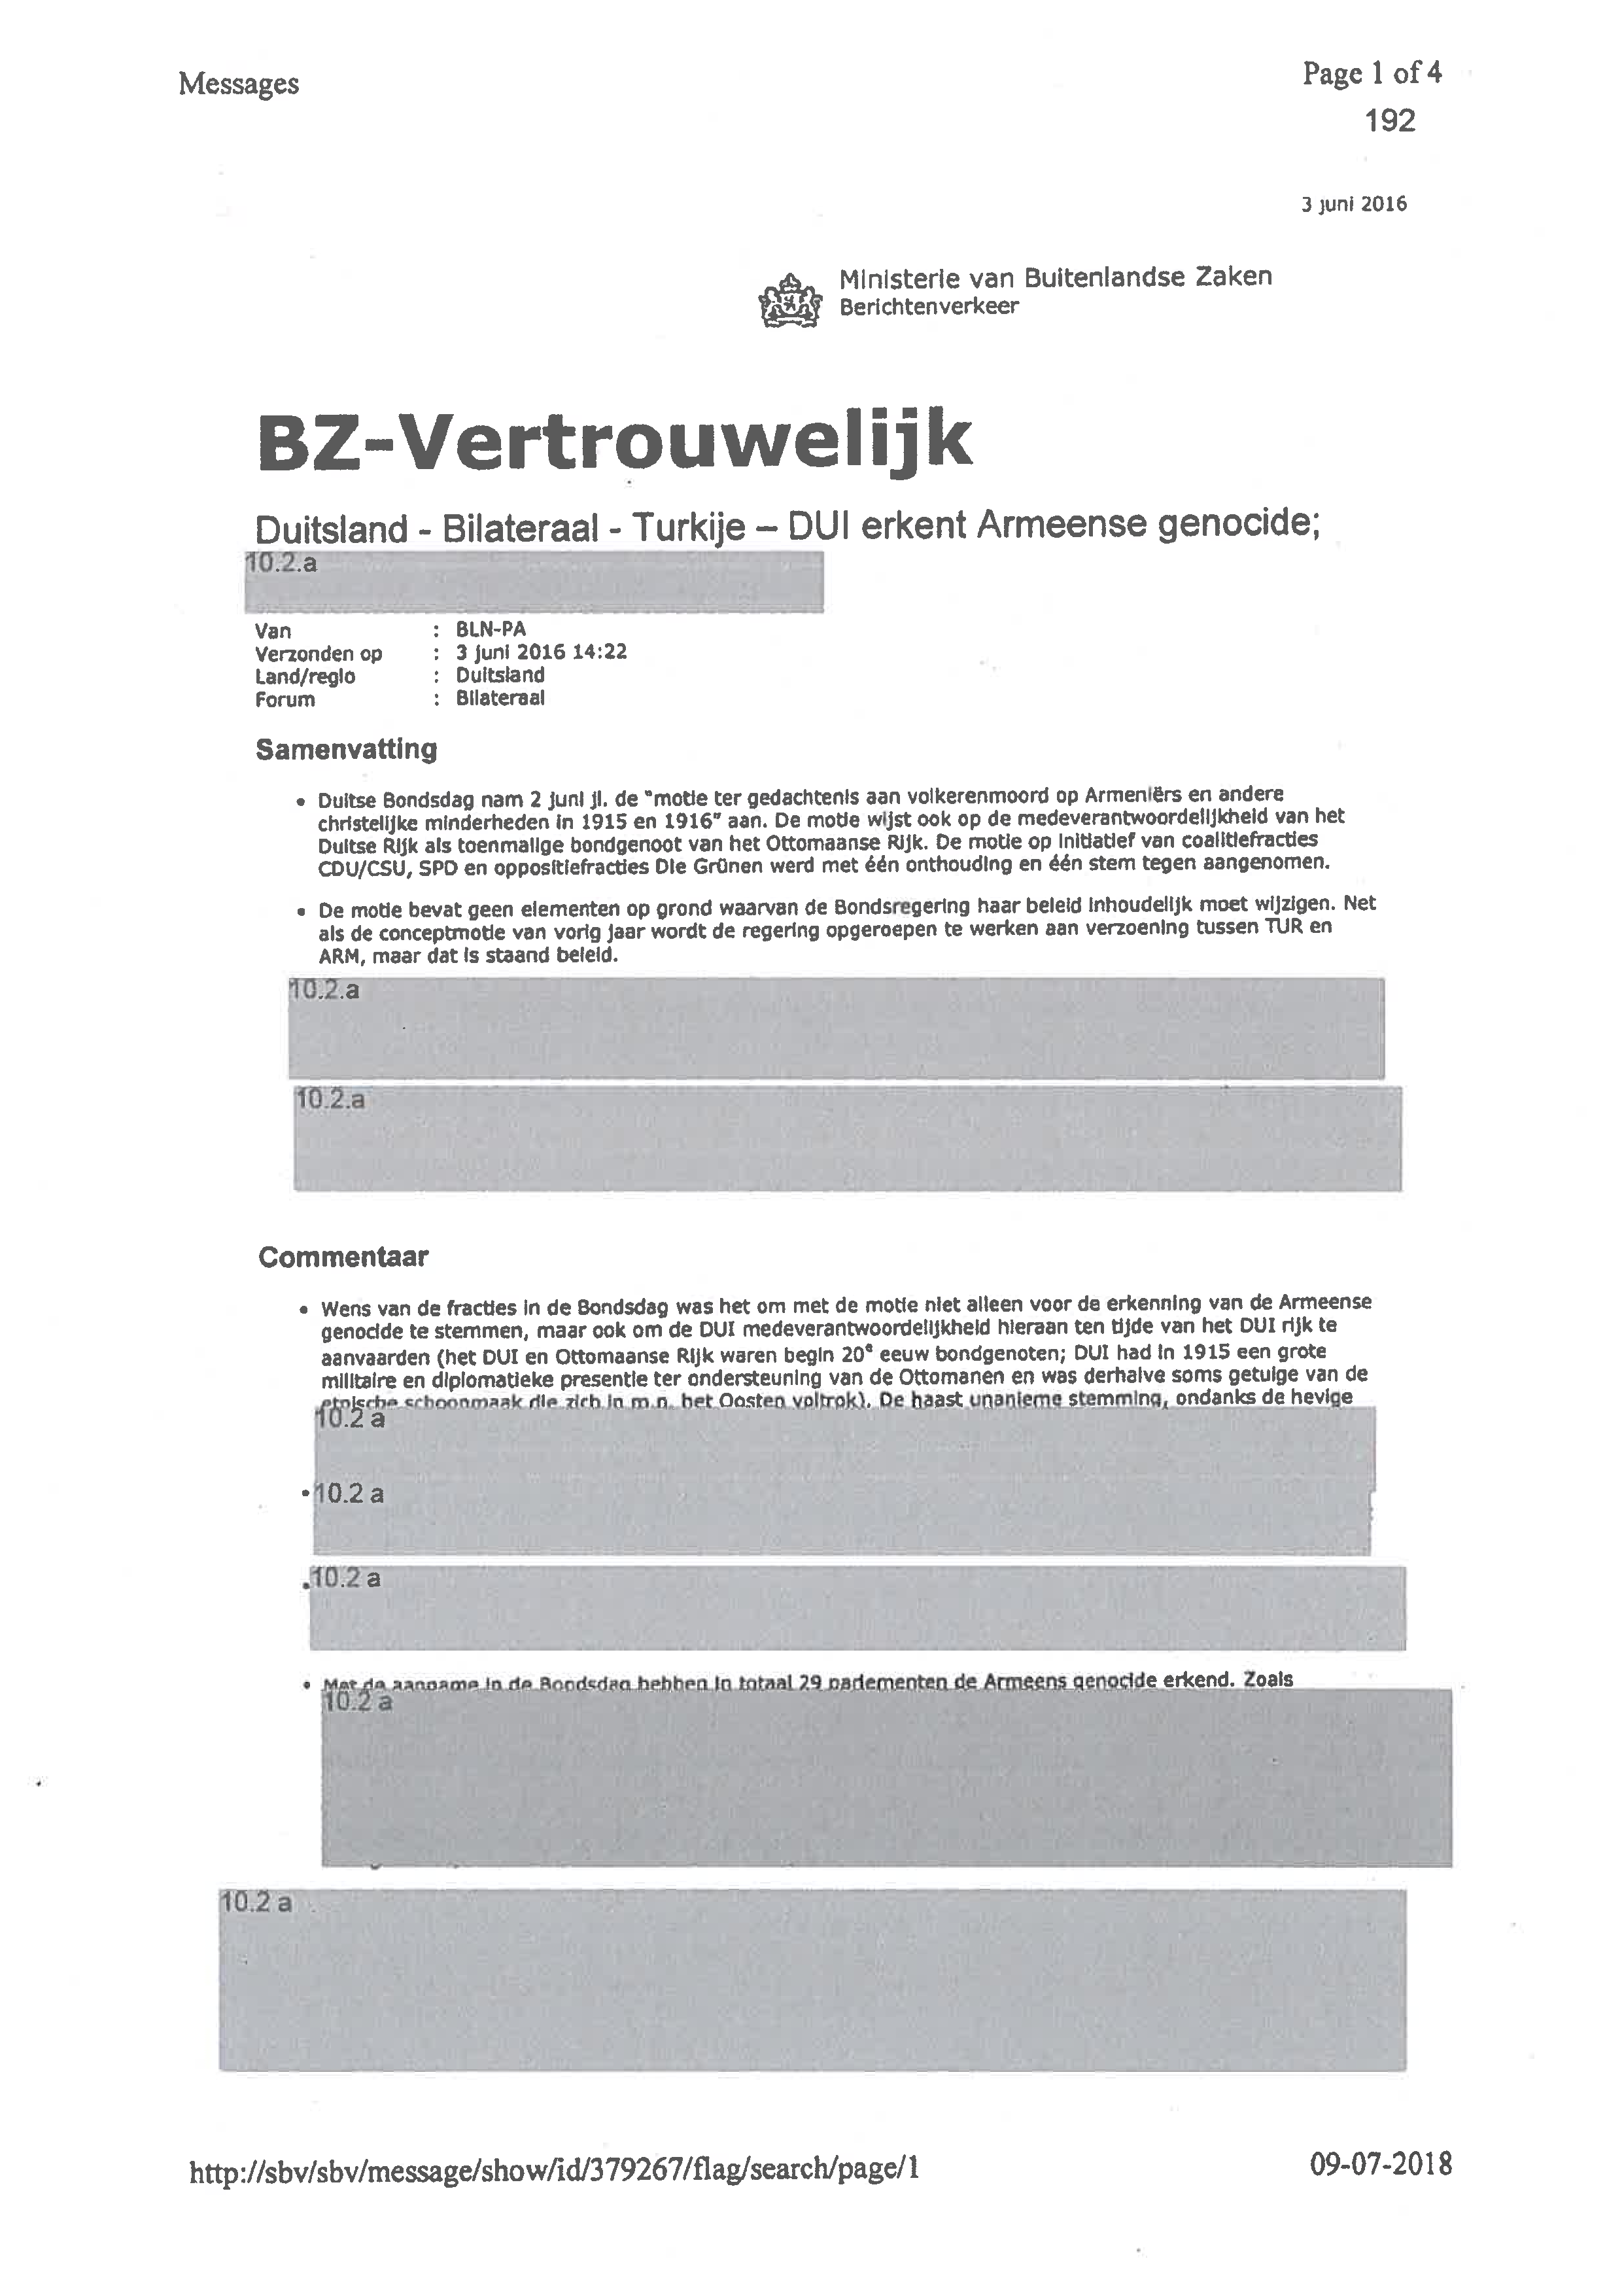 Messages
Page 1 of 4
192
3 juni 2016
Ministerie van Buitenlandse Zaken
Berichtenverkeer
BZ-Vertrouwelijk
Duitsland - Bilateraal - Turkije – DUI erkent Armeense genocide;
10.2.a
Van : BLN-PA
Verzonden op : 3 juni 2016 14:22
Land/regio : Duitsland
Forum : Bilateraal
Samenvatting
• Duitse Bondsdag nam 2 juni jl. de "motie ter gedachtenis aan volkerenmoord op Armeniërs en andere
christelijke minderheden in 1915 en 1916" aan. De motie wijst ook op de medeverantwoordelijkheid van het
Duitse Rijk als toenmalige bondgenoot van het Ottomaanse Rijk. De motie op initiatief van coalitiefracties
CDU/CSU, SPD en oppositiefracties Die Grünen werd met één onthouding en één stem tegen aangenomen.
• De motie bevat geen elementen op grond waarvan de Bondsregering haar beleid inhoudelijk moet wijzigen. Net
als de conceptmotie van vorig jaar wordt de regering opgeroepen te werken aan verzoening tussen TUR en
ARM, maar dat is staand beleid.
10.2.a
10.2.a
Commentaar
• Wens van de fracties in de Bondsdag was het om met de motie niet alleen voor de erkenning van de Armeense
genocide te stemmen, maar ook om de DUI medeverantwoordelijkheid hieraan ten tijde van het DUI rijk te
aanvaarden (het DUI en Ottomaanse Rijk waren begin 20e eeuw bondgenoten; DUI had in 1915 een grote
militaire en diplomatieke presentie ter ondersteuning van de Ottomanen en was derhalve soms getuige van de
etnische schoonmaak die zich in m.n. het Oosten voltrok). De haast unanieme stemming, ondanks de hevige
10.2 a
• 10.2 a
• 10.2 a
• Met de aanname in de Bondsdag hebben in totaal 29 parlementen de Armeens genocide erkend. Zoals
10.2 a
10.2 a
http://sbv/sbv/message/show/id/379267/flag/search/page/1
09-07-2018